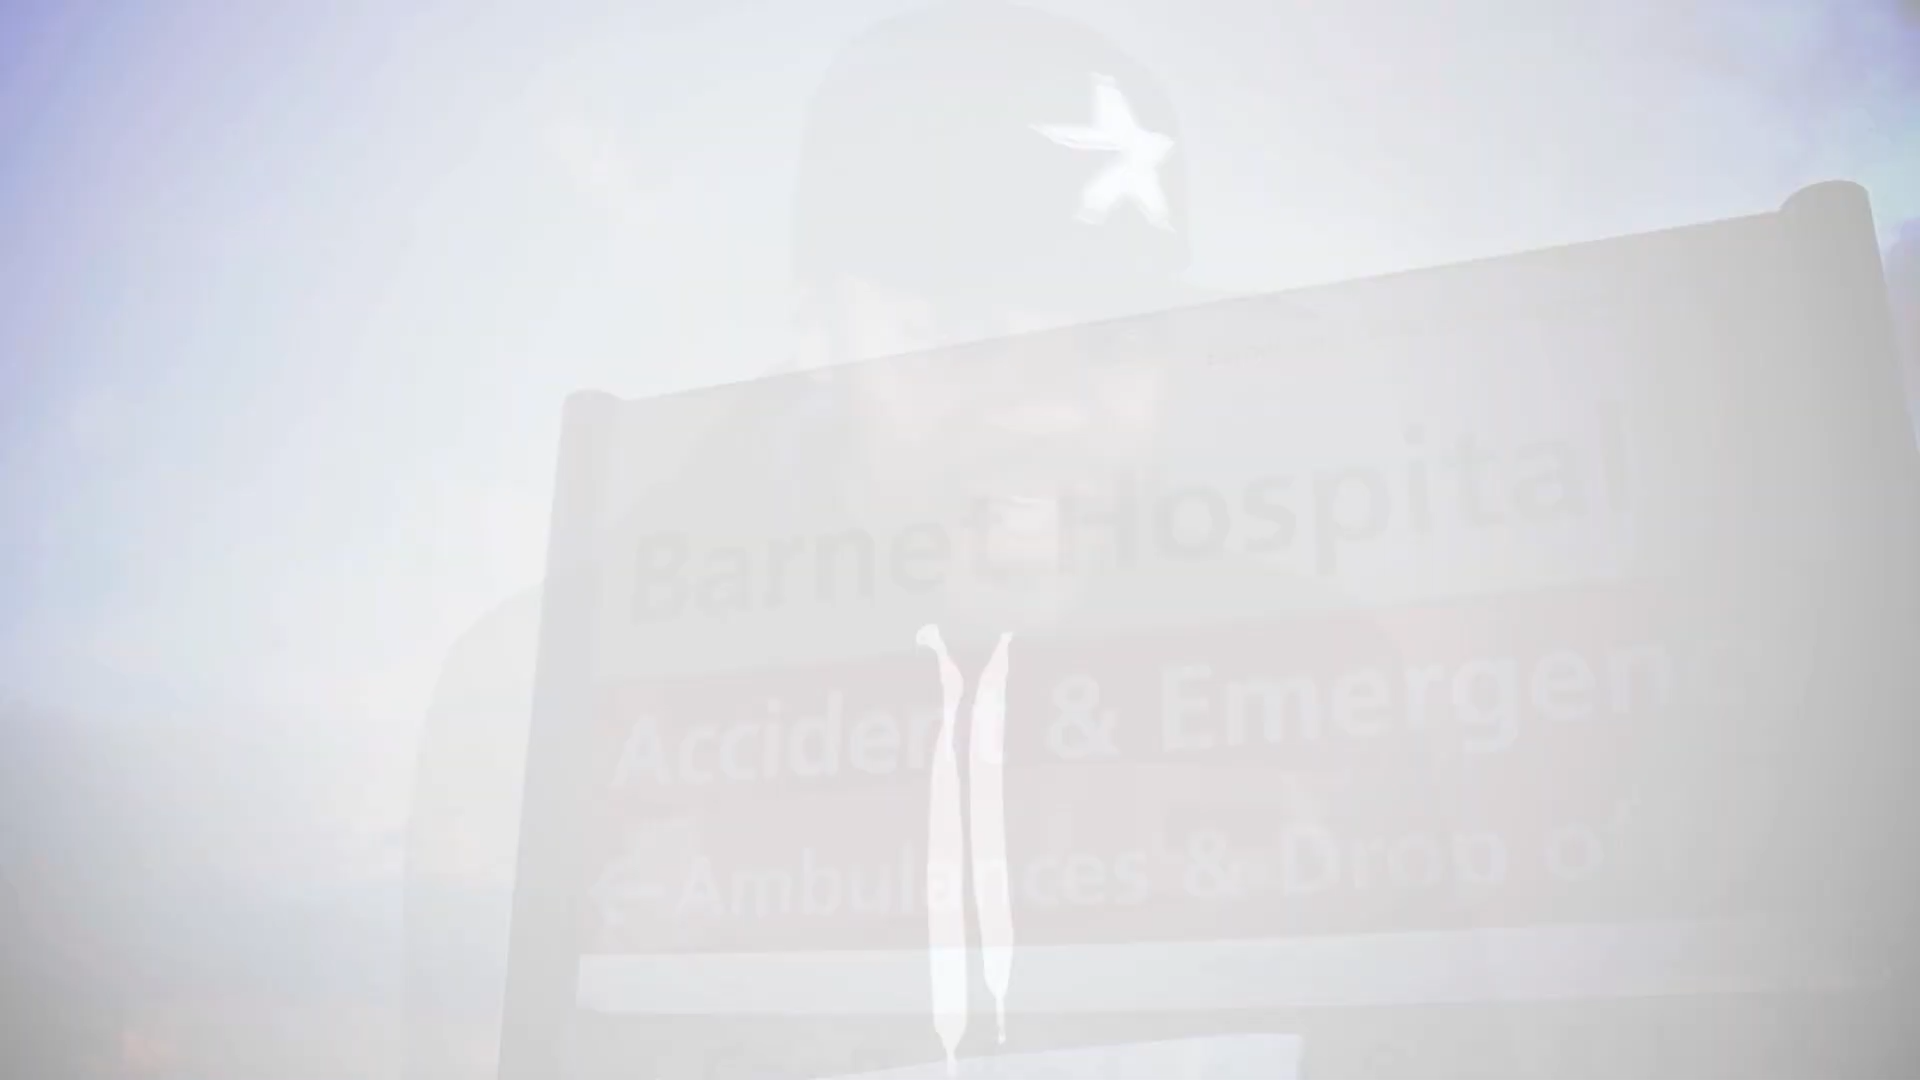 Barnet Hospital
Accident & Emergen
←Ambulances & Drop o